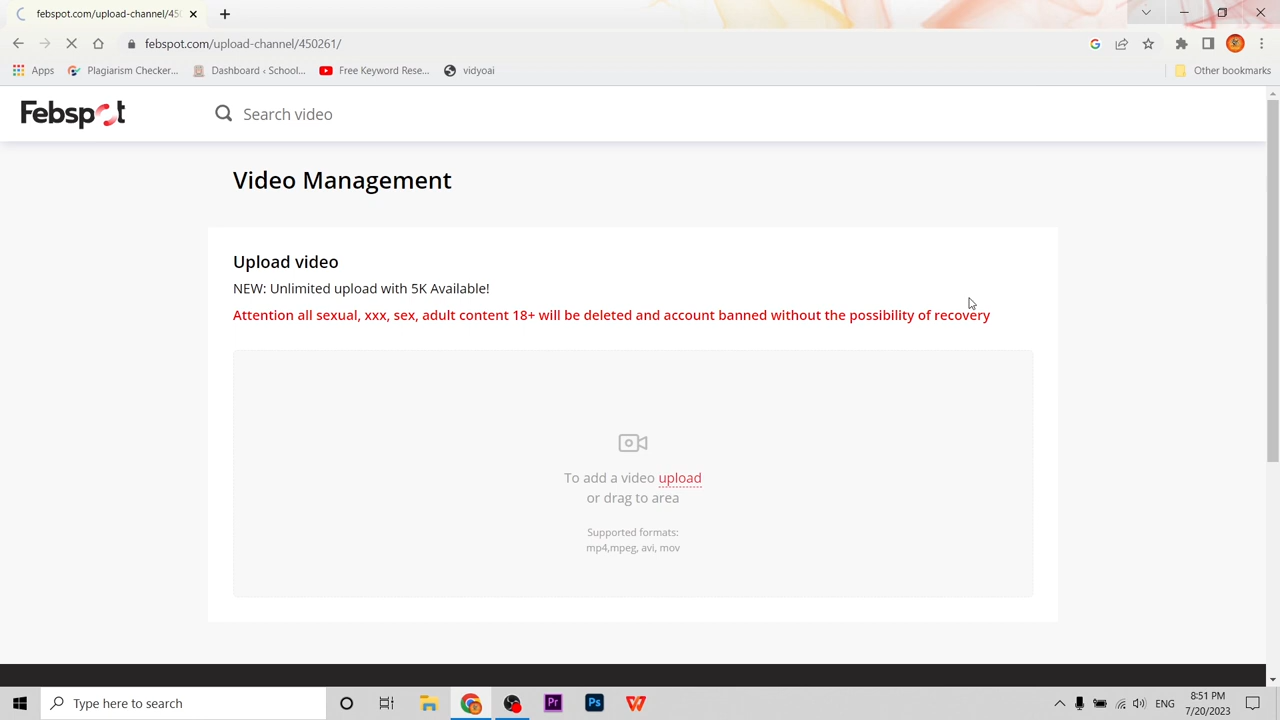 febspot.com/upload-channel/45
febspot.com/upload-channel/450261/
Apps
Plagiarism Checker...
Dashboard ‹ School...
Free Keyword Rese...
vidyoai
Other bookmarks
Febspot
Search video
Video Management
Upload video
NEW: Unlimited upload with 5K Available!
Attention all sexual, xxx, sex, adult content 18+ will be deleted and account banned without the possibility of recovery
To add a video upload
or drag to area
Supported formats:
mp4,mpeg, avi, mov
Type here to search
Pr
Ps
ENG
8:51 PM
7/20/2023